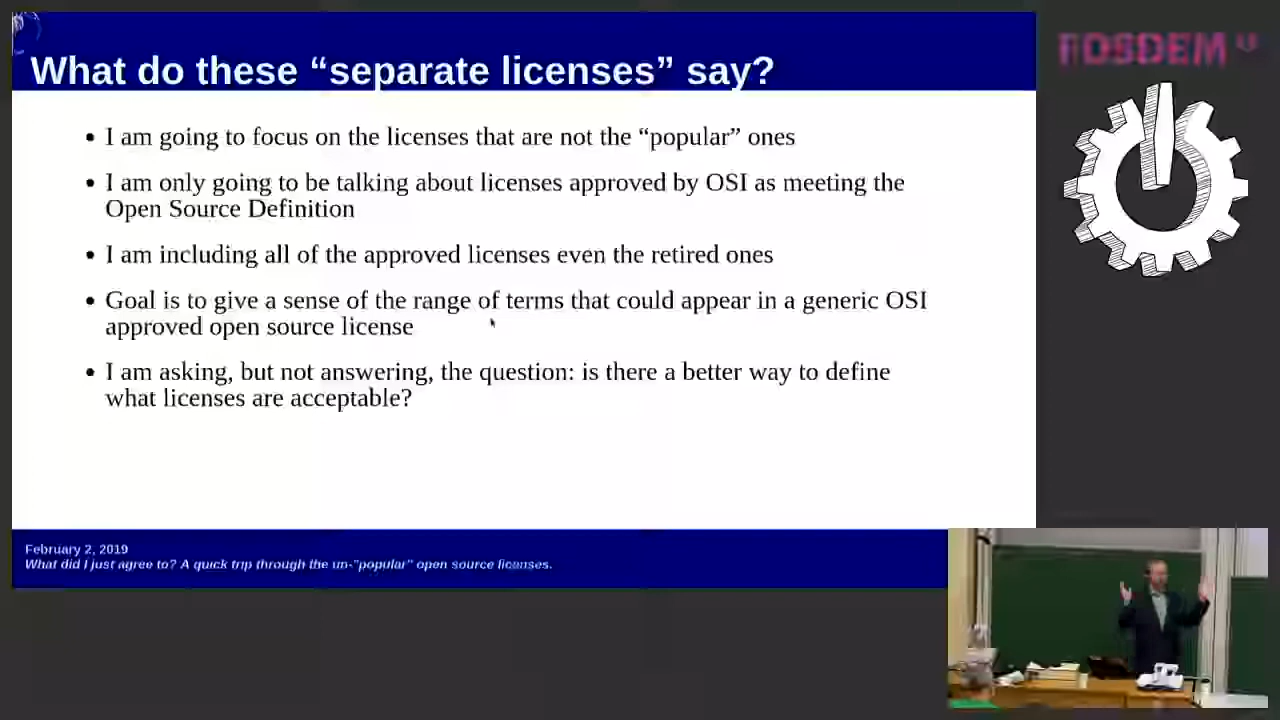 What do these “separate licenses” say?
• I am going to focus on the licenses that are not the “popular” ones
• I am only going to be talking about licenses approved by OSI as meeting the
Open Source Definition
• I am including all of the approved licenses even the retired ones
• Goal is to give a sense of the range of terms that could appear in a generic OSI
approved open source license
• I am asking, but not answering, the question: is there a better way to define
what licenses are acceptable?
February 2, 2019
What did I just agree to? A quick trip through the un-"popular" open source licenses.
FOSDEM